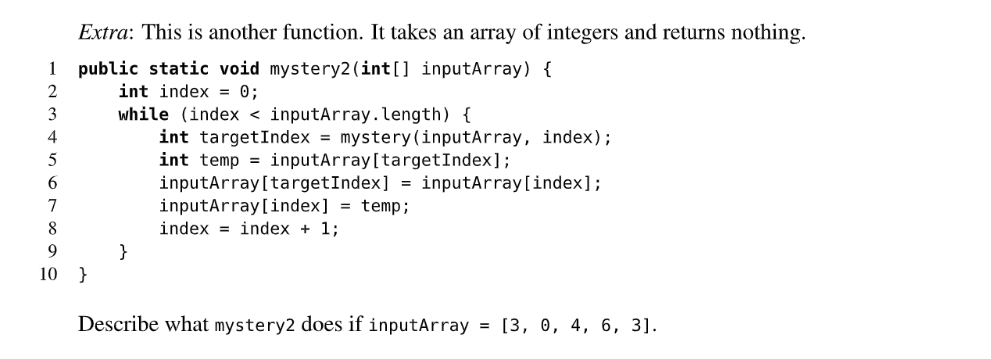 Extra: This is another function. It takes an array of integers and returns nothing.
1 public static void mystery2(int[] inputArray) {
2     int index = 0;
3     while (index < inputArray.length) {
4         int targetIndex = mystery(inputArray, index);
5         int temp = inputArray[targetIndex];
6         inputArray[targetIndex] = inputArray[index];
7         inputArray[index] = temp;
8         index = index + 1;
9     }
10 }
Describe what mystery2 does if inputArray = [3, 0, 4, 6, 3].